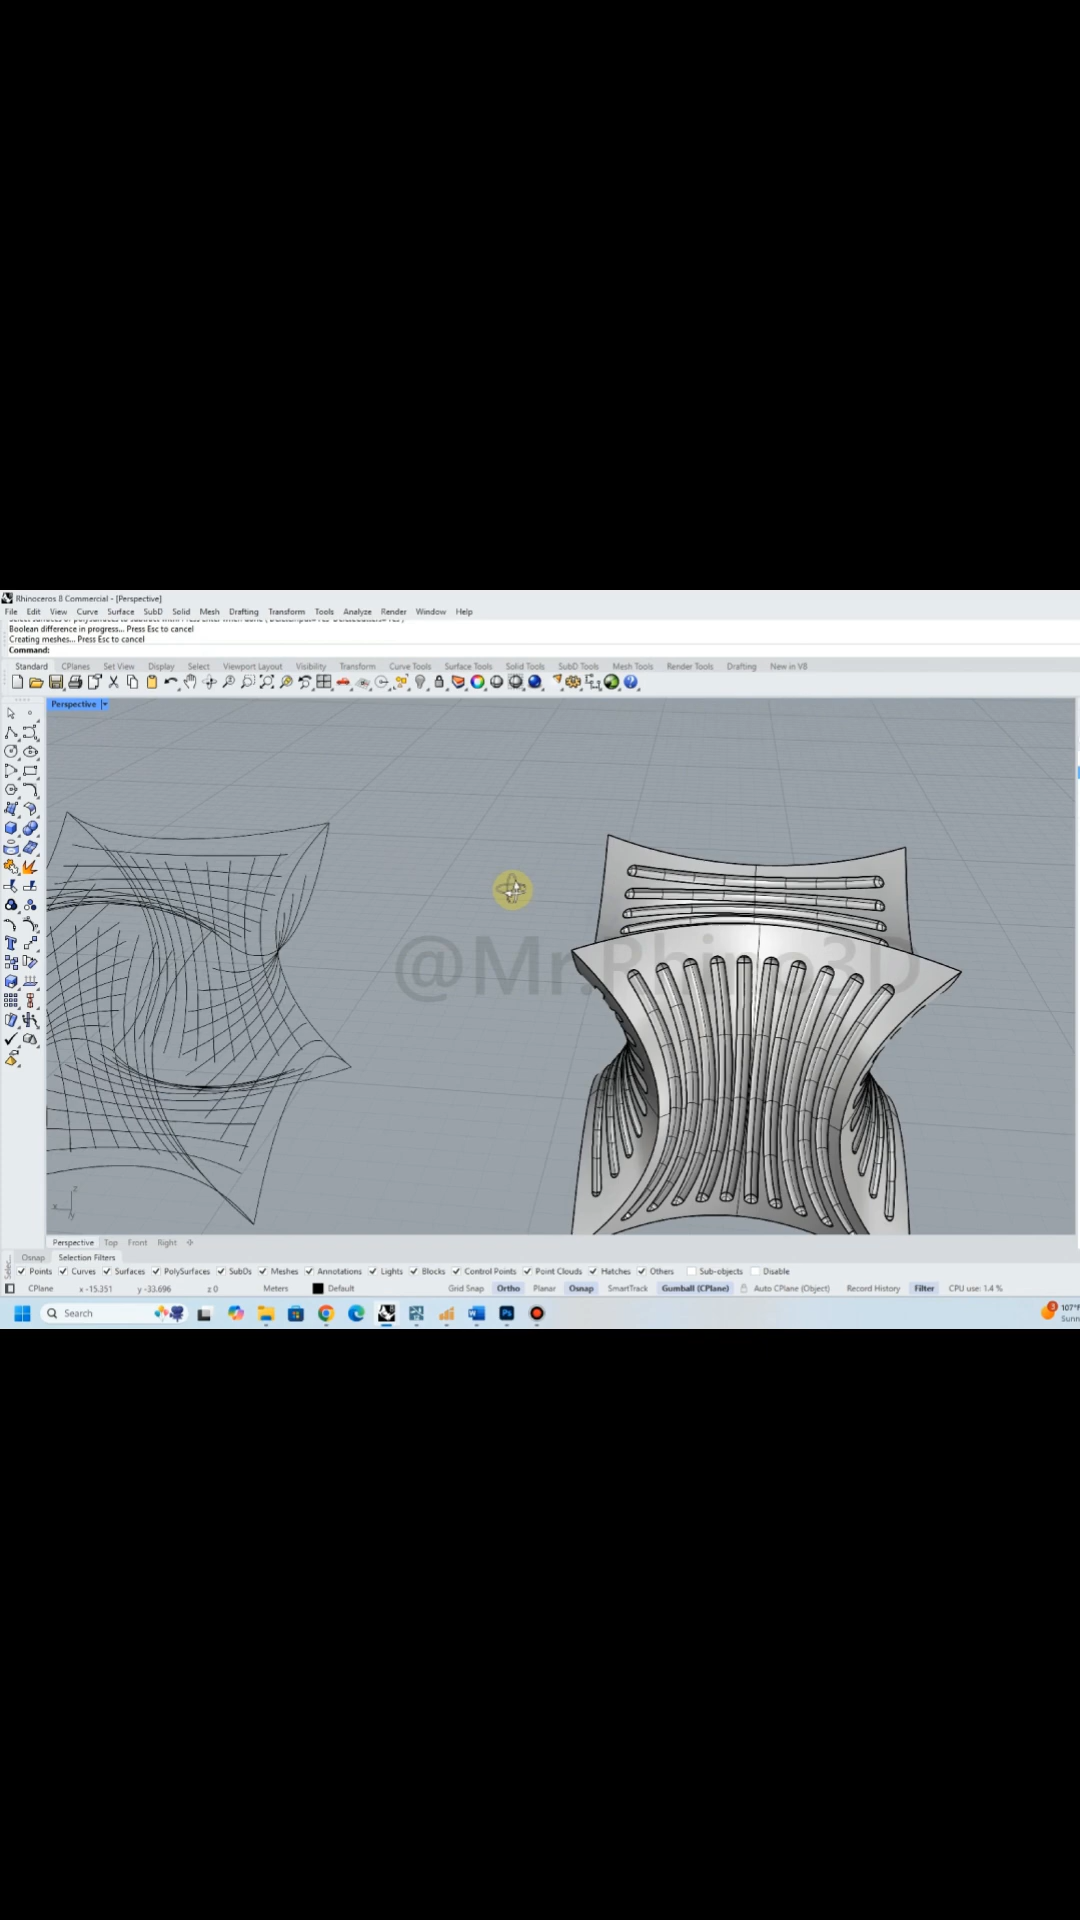 Rhinoceros 8 Commercial - [Perspective]
File Edit View Curve Surface SubD Solid Mesh Drafting Transform Tools Analyze Render Window Help
Boolean difference in progress... Press Esc to cancel
Creating meshes... Press Esc to cancel
Command:
Standard CPlanes Set View Display Select Viewport Layout Visibility Transform Curve Tools Surface Tools Solid Tools SubD Tools Mesh Tools Render Tools Drafting New in V8
Perspective
@Mr.Rhino3D
z
x
y
Perspective Top Front Right
Osnap Selection Filters
Points Curves Surfaces PolySurfaces SubDs Meshes Annotations Lights Blocks Control Points Point Clouds Hatches Others Sub-objects Disable
CPlane x -15.351 y -33.696 z 0 Meters Default Grid Snap Ortho Planar Osnap SmartTrack Gumball (CPlane) Auto CPlane (Object) Record History Filter CPU use: 1.4 %
Search
3
107°F
Sunn